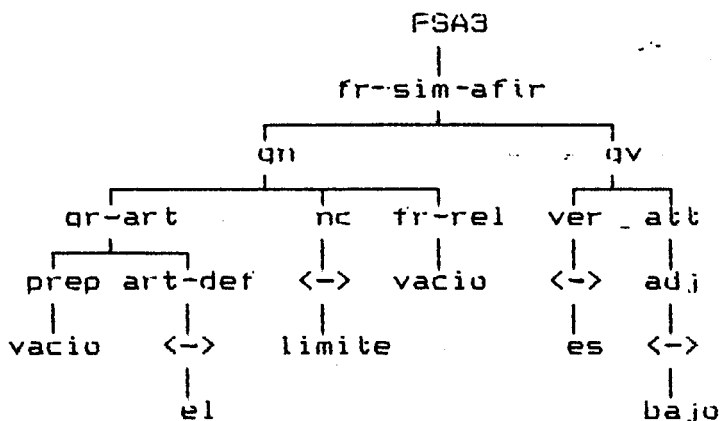 FSA3
fr-sim-afir
gn gv
gr-art nc fr-rel ver att
prep art-def <-> vacio <-> adj
vacio <-> limite es <->
el bajo